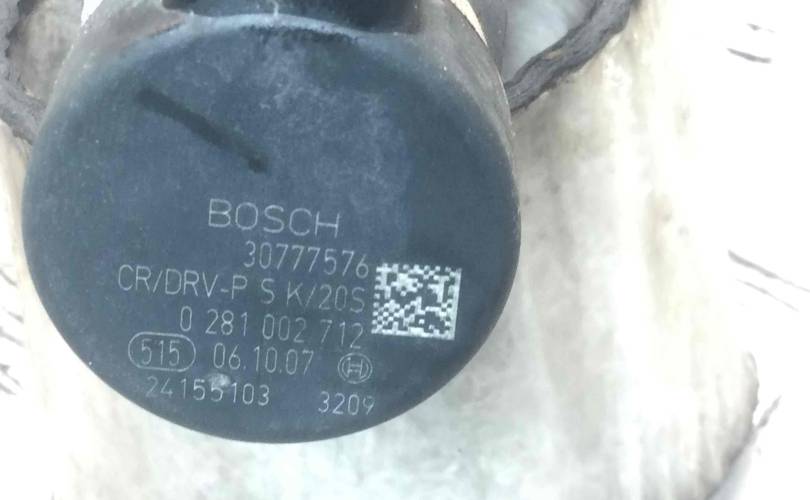 BOSCH
30777576
CR/DRV-P S K/20S
0 281 002 712
515 06.10.07 H
24155103 3209